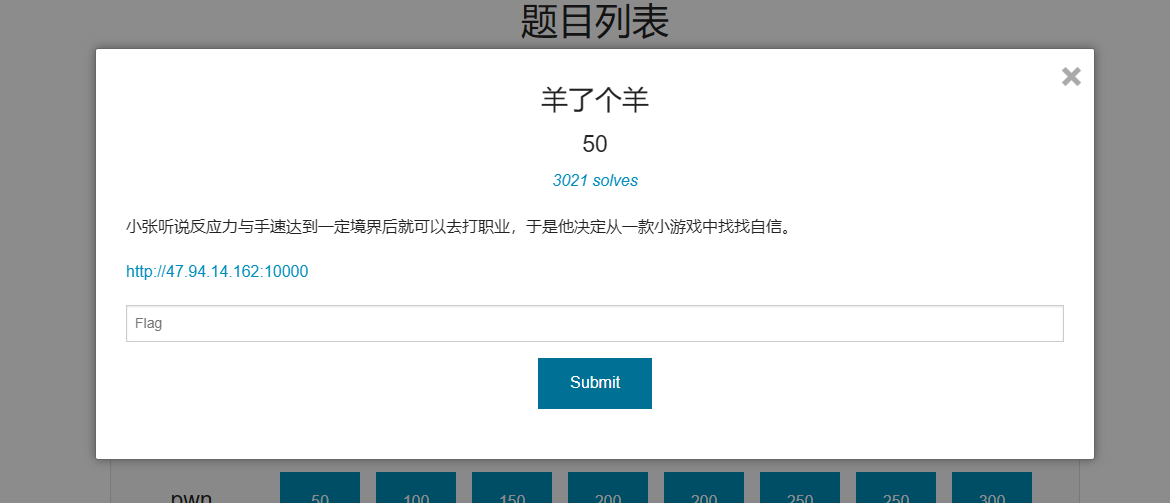 题目列表
×
羊了个羊
50
3021 solves
小张听说反应力与手速达到一定境界后就可以去打职业，于是他决定从一款小游戏中找找自信。
http://47.94.14.162:10000
Flag
Submit
pwn 50 100 150 200 200 250 250 300